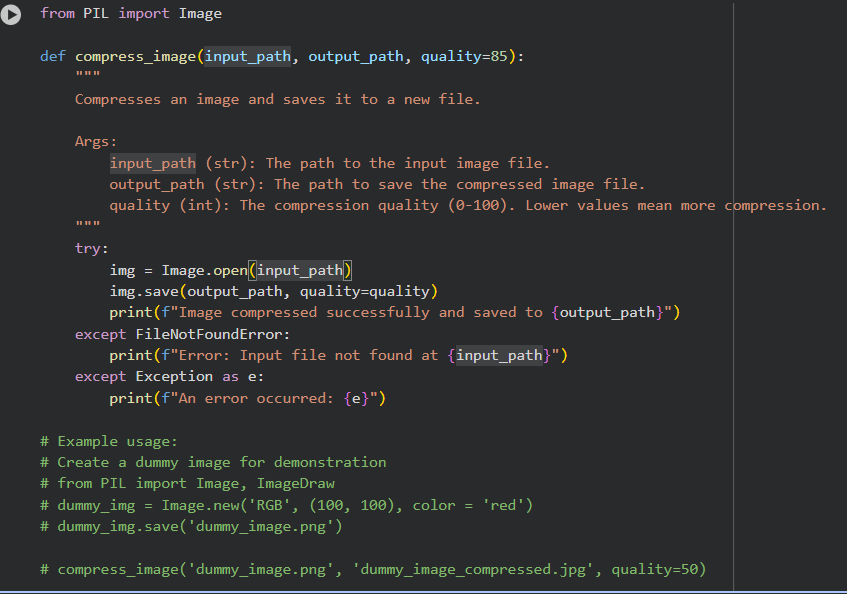 from PIL import Image
def compress_image(input_path, output_path, quality=85):
"""
Compresses an image and saves it to a new file.
Args:
input_path (str): The path to the input image file.
output_path (str): The path to save the compressed image file.
quality (int): The compression quality (0-100). Lower values mean more compression.
"""
try:
img = Image.open(input_path)
img.save(output_path, quality=quality)
print(f"Image compressed successfully and saved to {output_path}")
except FileNotFoundError:
print(f"Error: Input file not found at {input_path}")
except Exception as e:
print(f"An error occurred: {e}")
# Example usage:
# Create a dummy image for demonstration
# from PIL import Image, ImageDraw
# dummy_img = Image.new('RGB', (100, 100), color = 'red')
# dummy_img.save('dummy_image.png')
# compress_image('dummy_image.png', 'dummy_image_compressed.jpg', quality=50)